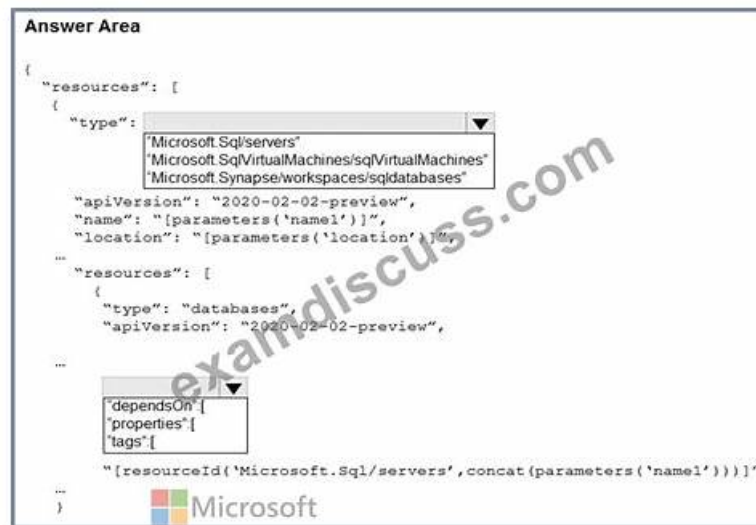 Answer Area
{
"resources": [
{
"type":
"Microsoft.Sql/servers"
"Microsoft.SqlVirtualMachines/sqlVirtualMachines"
"Microsoft.Synapse/workspaces/sqldatabases"
"apiVersion": "2020-02-02-preview",
"name": "[parameters('name1')]",
"location": "[parameters('location')]",
...
"resources": [
{
"type": "databases",
"apiVersion": "2020-02-02-preview",
...
"dependsOn":[
"properties":[
"tags":[
"[resourceId('Microsoft.Sql/servers',concat(parameters('name1')))]"
...
}
Microsoft
examdiscuss.com